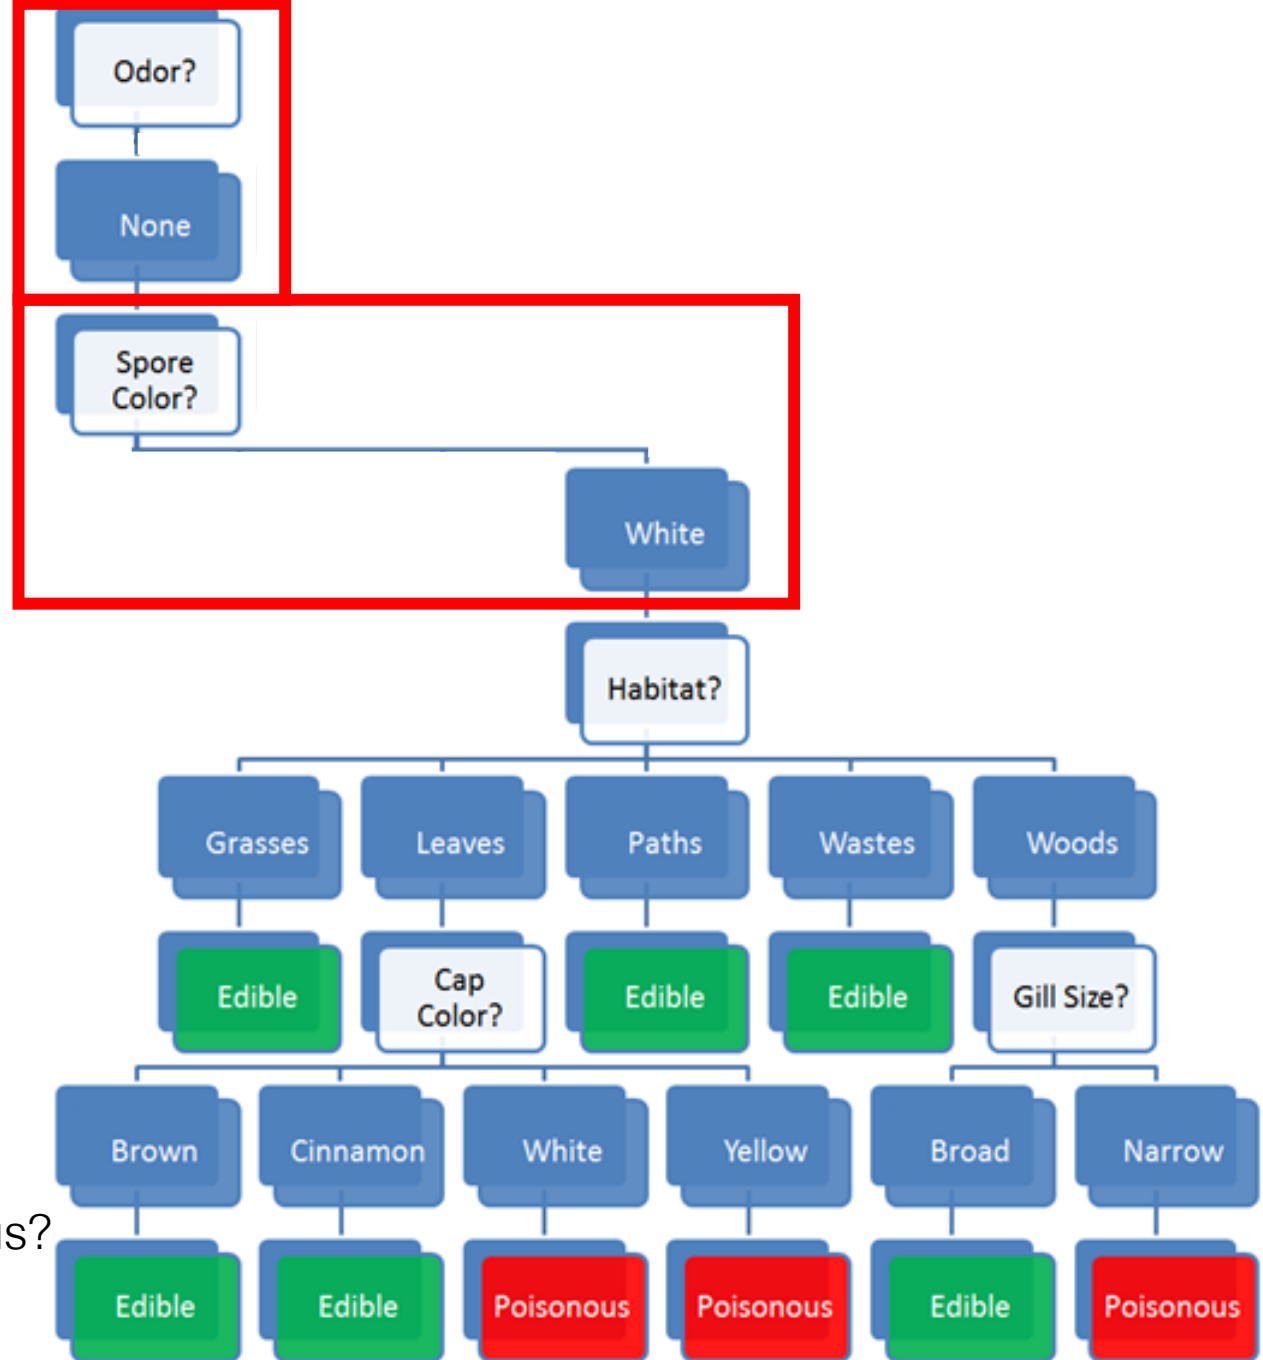 Odor?
None
Spore
Color?
White
Habitat?
Grasses
Leaves
Paths
Wastes
Woods
Edible
Cap
Color?
Edible
Edible
Gill Size?
Brown
Cinnamon
White
Yellow
Broad
Narrow
Edible
Edible
Poisonous
Poisonous
Edible
Poisonous